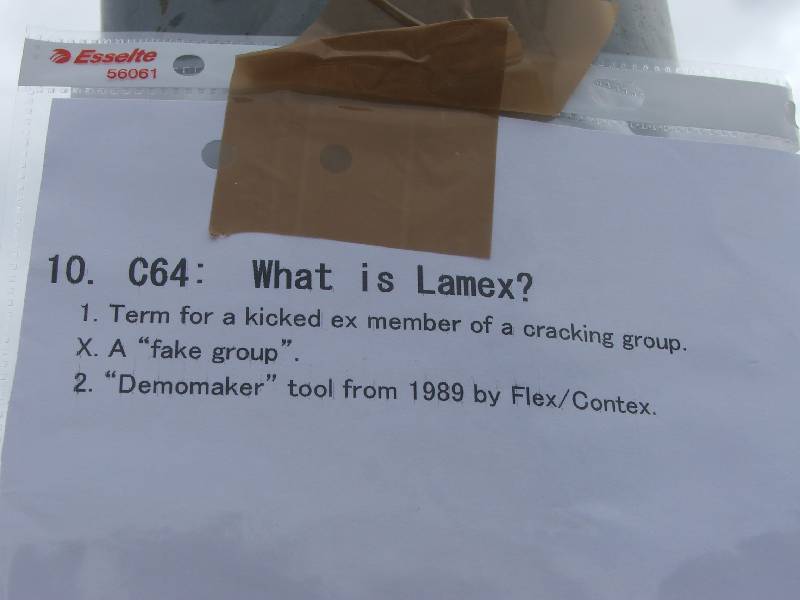 Esselte
56061
10. C64: What is Lamex?
1. Term for a kicked ex member of a cracking group.
X. A “fake group”.
2. “Demomaker” tool from 1989 by Flex/Contex.